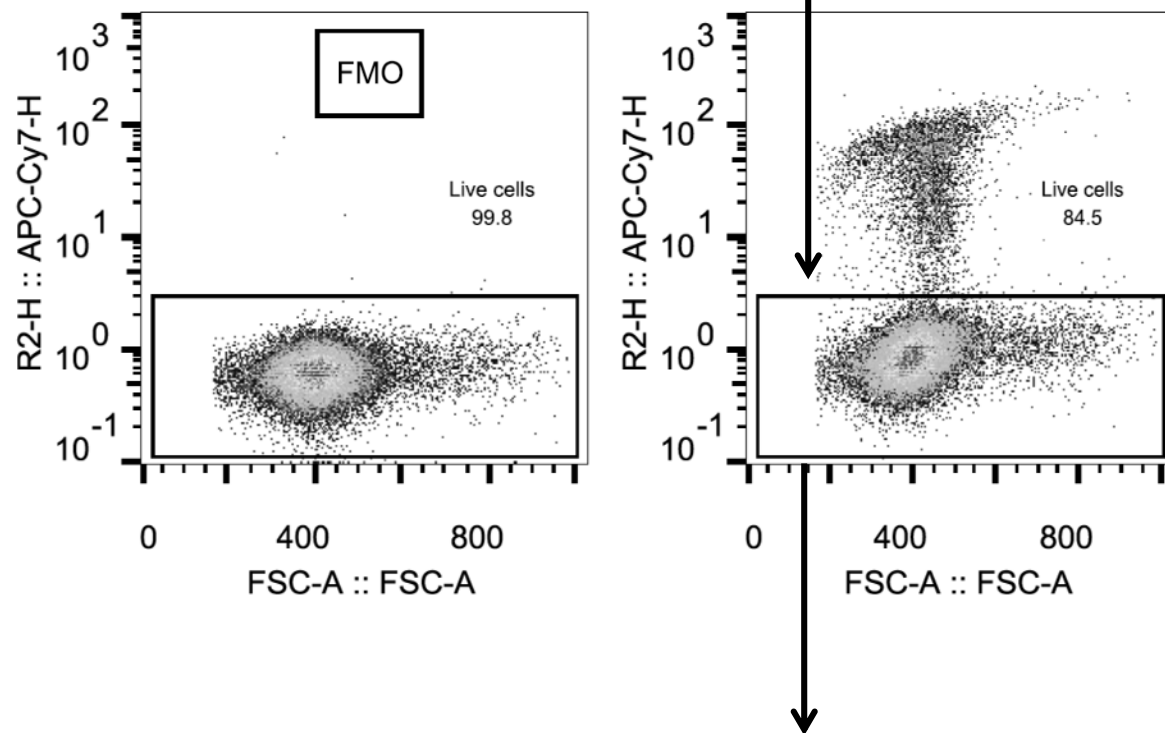 R2-H :: APC-Cy7-H
10^3
10^2
10^1
10^0
10^-1
FMO
Live cells
99.8
0
400
800
FSC-A :: FSC-A
R2-H :: APC-Cy7-H
10^3
10^2
10^1
10^0
10^-1
Live cells
84.5
0
400
800
FSC-A :: FSC-A